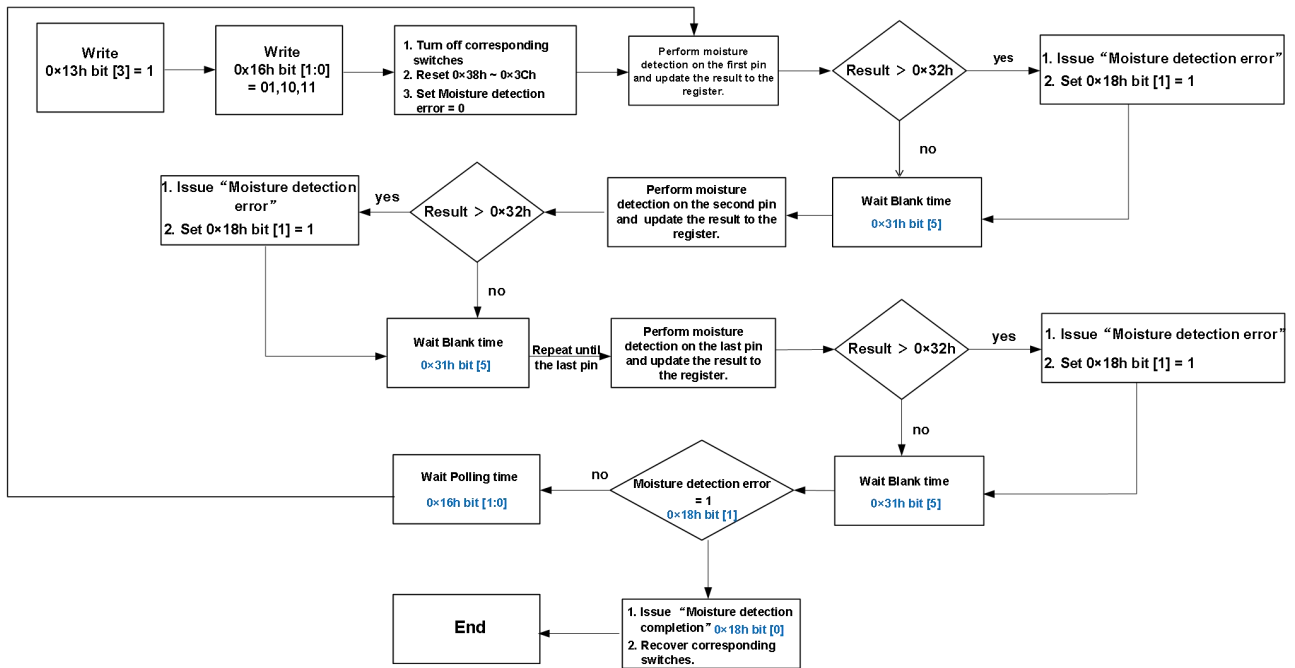 Write
0×13h bit [3] = 1
Write
0x16h bit [1:0]
= 01,10,11
1. Turn off corresponding
switches
2. Reset 0×38h ~ 0×3Ch
3. Set Moisture detection
error = 0
Perform moisture
detection on the first pin
and update the result to the
register.
Result > 0×32h
yes
1. Issue “Moisture detection error”
2. Set 0×18h bit [1] = 1
no
Wait Blank time
0×31h bit [5]
Perform moisture
detection on the second pin
and update the result to the
register.
Result > 0×32h
yes
1. Issue “Moisture detection
error”
2. Set 0×18h bit [1] = 1
no
Wait Blank time
0×31h bit [5]
Repeat until
the last pin
Perform moisture
detection on the last pin
and update the result to
the register.
Result > 0×32h
yes
1. Issue “Moisture detection error”
2. Set 0×18h bit [1] = 1
no
Wait Blank time
0×31h bit [5]
Moisture detection error
= 1
0×18h bit [1]
no
Wait Polling time
0×16h bit [1:0]
1. Issue “Moisture detection
completion” 0×18h bit [0]
2. Recover corresponding
switches.
End